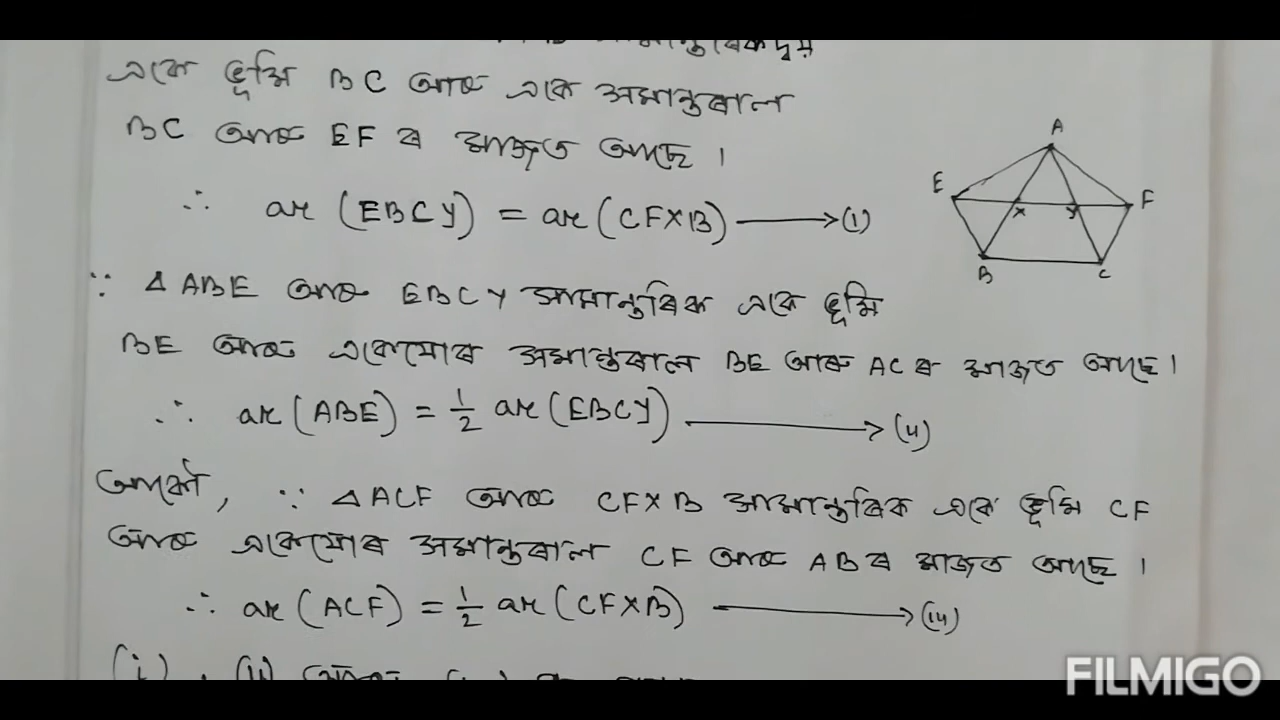 একে ভূমি BC আৰু একে সমান্তৰাল
BC আৰু EF ৰ মাজত আছে।
∴ ar (EBCY) = ar (CFXB) ⟶ (i)
∵ Δ ABE আৰু EBCY সামান্তৰিক একে ভূমি
BE আৰু একেযোৰ সমান্তৰাল BE আৰু AC ৰ মাজত আছে।
∴ ar (ABE) = 1/2 ar (EBCY) ⟶ (ii)
আকৌ, ∵ Δ ACF আৰু CFXB সামান্তৰিক একে ভূমি CF
আৰু একেযোৰ সমান্তৰাল CF আৰু AB ৰ মাজত আছে।
∴ ar (ACF) = 1/2 ar (CFXB) ⟶ (iii)
(i), (ii) আৰু
A
E
F
X
Y
B
C
FILMIGO